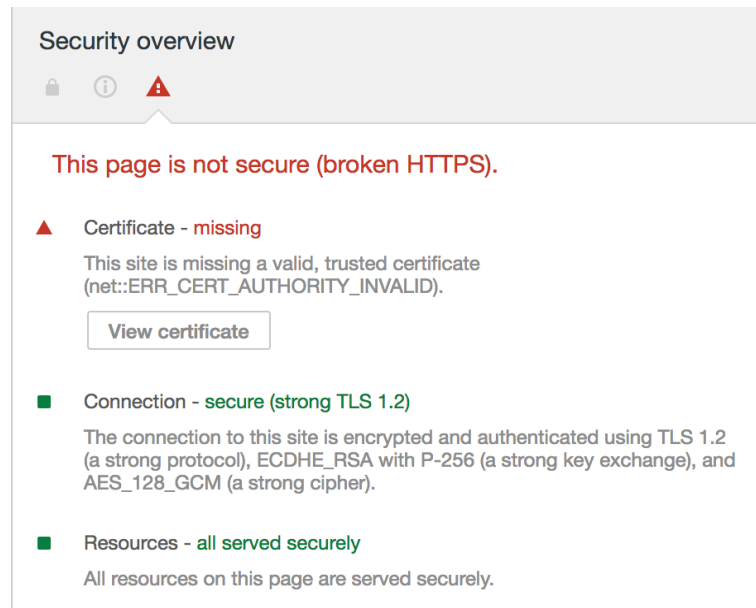 Security overview
This page is not secure (broken HTTPS).
Certificate - missing
This site is missing a valid, trusted certificate
(net::ERR_CERT_AUTHORITY_INVALID).
View certificate
Connection - secure (strong TLS 1.2)
The connection to this site is encrypted and authenticated using TLS 1.2
(a strong protocol), ECDHE_RSA with P-256 (a strong key exchange), and
AES_128_GCM (a strong cipher).
Resources - all served securely
All resources on this page are served securely.